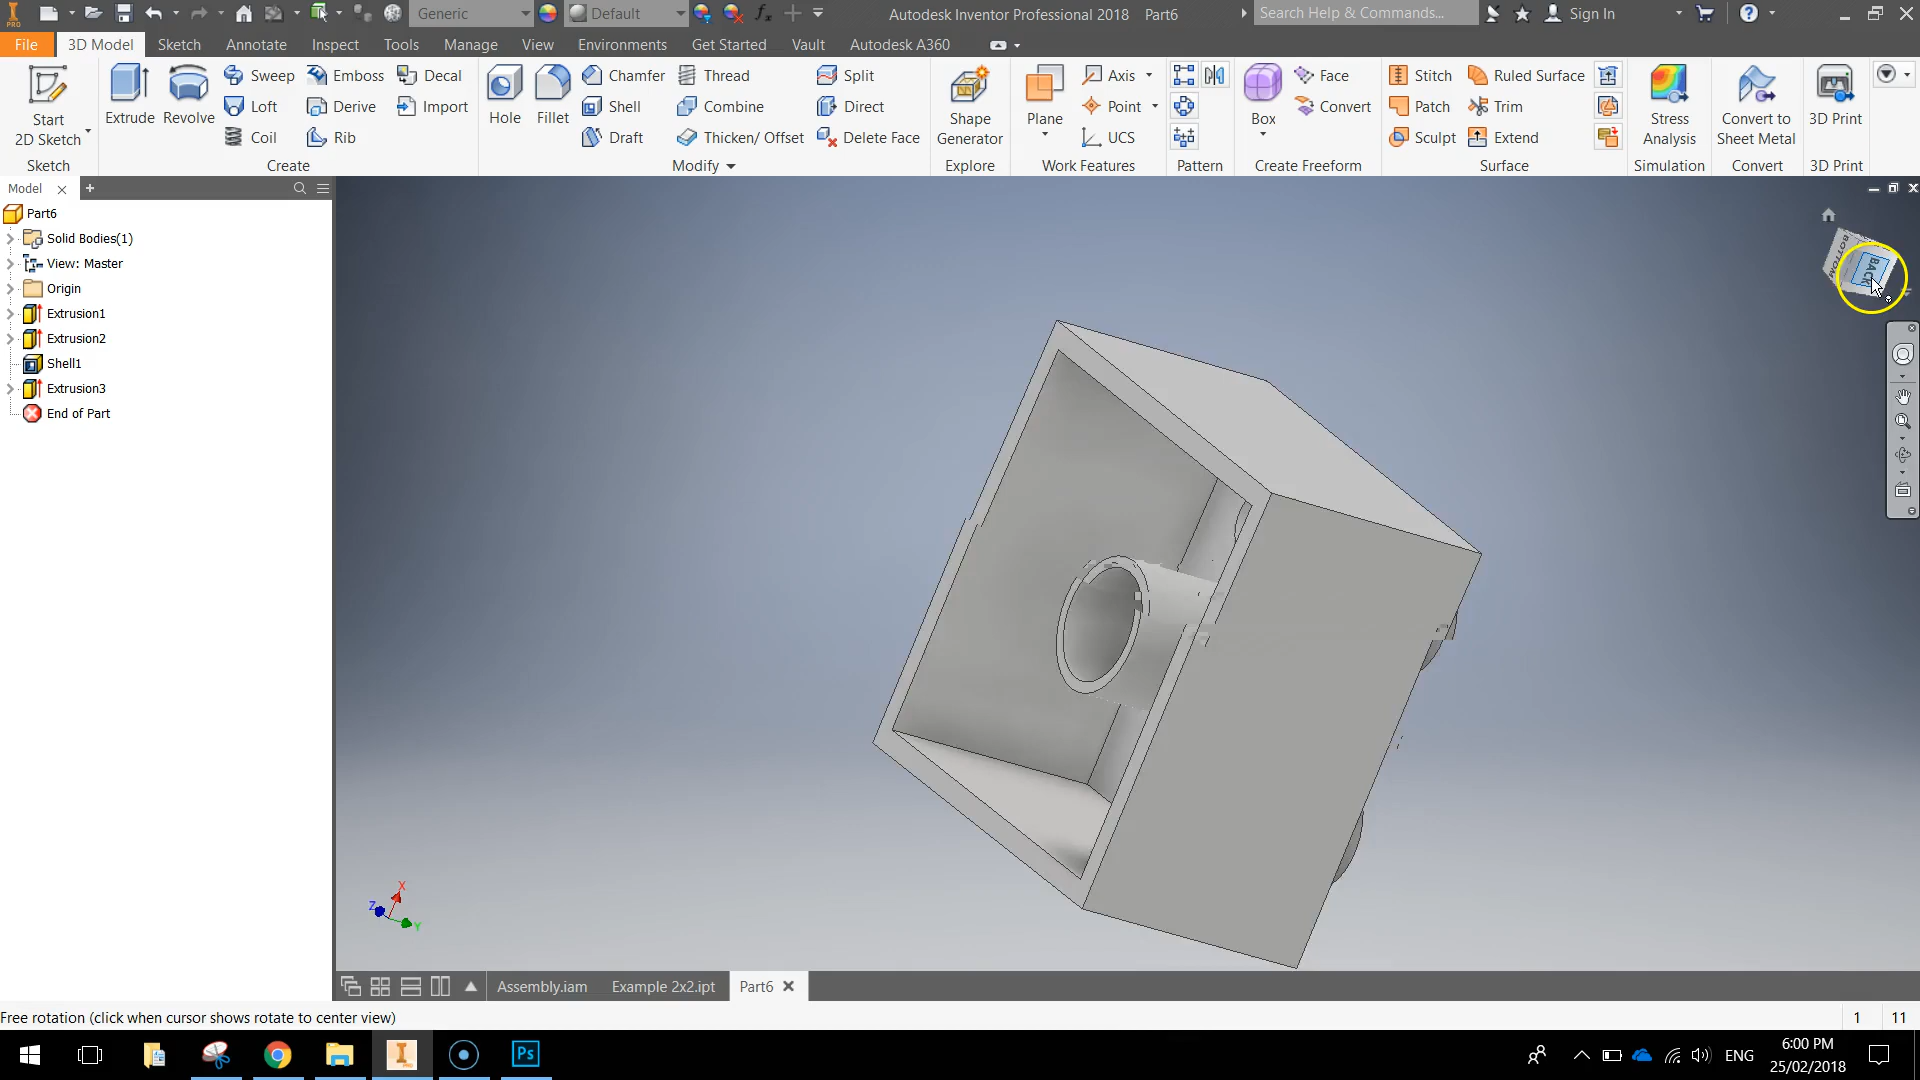 PRO
Generic
Default
Autodesk Inventor Professional 2018 Part6
Search Help & Commands...
Sign In
File
3D Model
Sketch
Annotate
Inspect
Tools
Manage
View
Environments
Get Started
Vault
Autodesk A360
Start
2D Sketch
Extrude
Revolve
Sweep
Loft
Coil
Emboss
Derive
Rib
Decal
Import
Hole
Fillet
Chamfer
Shell
Draft
Thread
Combine
Thicken/ Offset
Split
Direct
Delete Face
Shape
Generator
Plane
Axis
Point
UCS
Box
Face
Convert
Stitch
Patch
Sculpt
Ruled Surface
Trim
Extend
Stress
Analysis
Convert to
Sheet Metal
3D Print
Sketch
Create
Modify
Explore
Work Features
Pattern
Create Freeform
Surface
Simulation
Convert
3D Print
Model
Part6
Solid Bodies(1)
View: Master
Origin
Extrusion1
Extrusion2
Shell1
Extrusion3
End of Part
BOTTOM
BACK
X
Z
Y
Assembly.iam
Example 2x2.ipt
Part6
Free rotation (click when cursor shows rotate to center view)
1
11
Ps
ENG
6:00 PM
25/02/2018